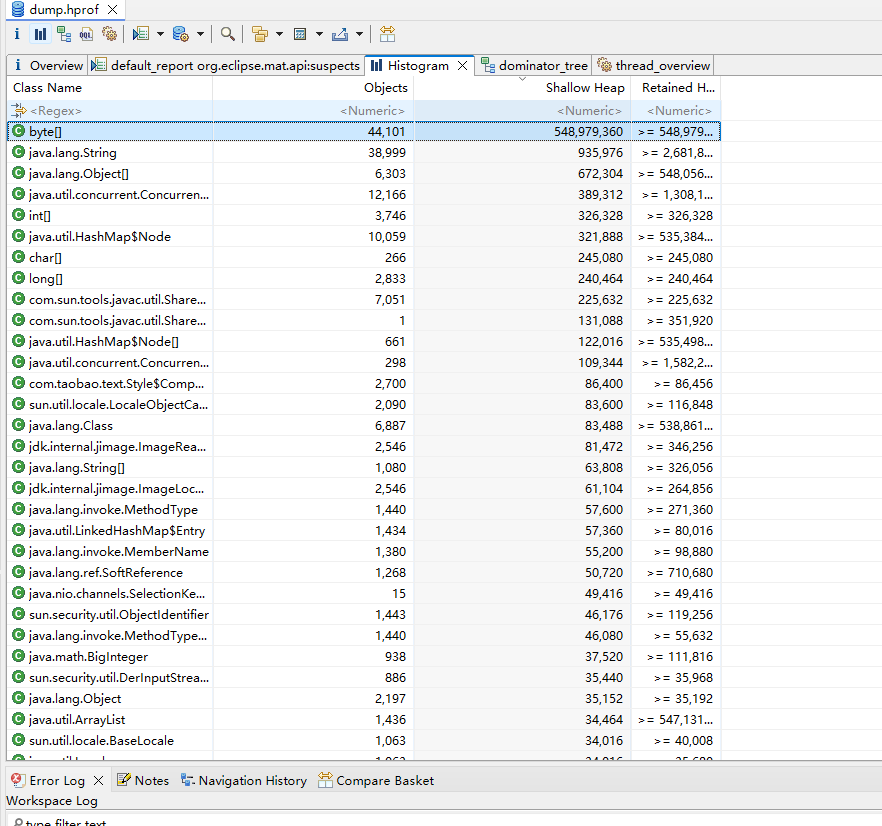 dump.hprof
i OQL
i Overview default_report org.eclipse.mat.api:suspects Histogram dominator_tree thread_overview
Class Name Objects Shallow Heap Retained H...
<Regex> <Numeric> <Numeric> <Numeric>
byte[] 44,101 548,979,360 >= 548,979...
java.lang.String 38,999 935,976 >= 2,681,8...
java.lang.Object[] 6,303 672,304 >= 548,056...
java.util.concurrent.Concurren... 12,166 389,312 >= 1,308,1...
int[] 3,746 326,328 >= 326,328
java.util.HashMap$Node 10,059 321,888 >= 535,384...
char[] 266 245,080 >= 245,080
long[] 2,833 240,464 >= 240,464
com.sun.tools.javac.util.Share... 7,051 225,632 >= 225,632
com.sun.tools.javac.util.Share... 1 131,088 >= 351,920
java.util.HashMap$Node[] 661 122,016 >= 535,498...
java.util.concurrent.Concurren... 298 109,344 >= 1,582,2...
com.taobao.text.Style$Comp... 2,700 86,400 >= 86,456
sun.util.locale.LocaleObjectCa... 2,090 83,600 >= 116,848
java.lang.Class 6,887 83,488 >= 538,861...
jdk.internal.jimage.ImageRea... 2,546 81,472 >= 346,256
java.lang.String[] 1,080 63,808 >= 326,056
jdk.internal.jimage.ImageLoc... 2,546 61,104 >= 264,856
java.lang.invoke.MethodType 1,440 57,600 >= 271,360
java.util.LinkedHashMap$Entry 1,434 57,360 >= 80,016
java.lang.invoke.MemberName 1,380 55,200 >= 98,880
java.lang.ref.SoftReference 1,268 50,720 >= 710,680
java.nio.channels.SelectionKe... 15 49,416 >= 49,416
sun.security.util.ObjectIdentifier 1,443 46,176 >= 119,256
java.lang.invoke.MethodType... 1,440 46,080 >= 55,632
java.math.BigInteger 938 37,520 >= 111,816
sun.security.util.DerInputStrea... 886 35,440 >= 35,968
java.lang.Object 2,197 35,152 >= 35,192
java.util.ArrayList 1,436 34,464 >= 547,131...
sun.util.locale.BaseLocale 1,063 34,016 >= 40,008
Error Log Notes Navigation History Compare Basket
Workspace Log
type filter text